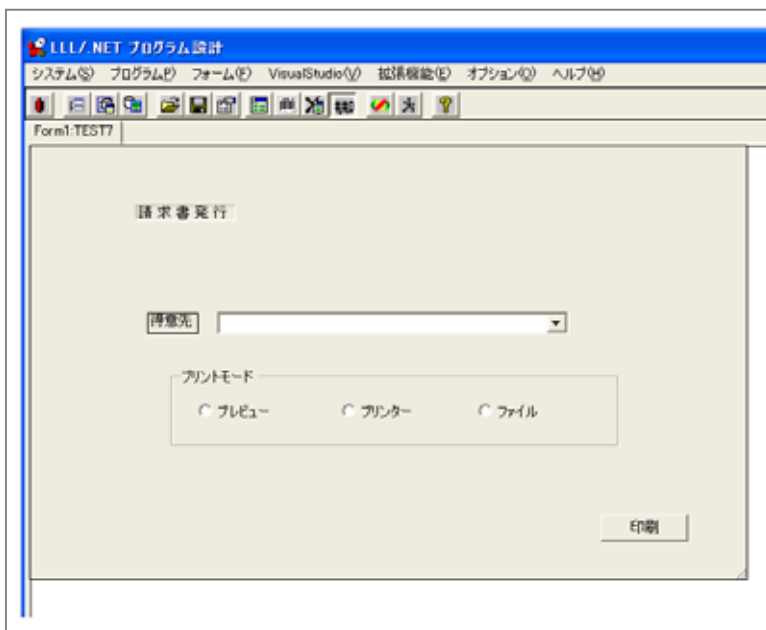 LLL/.NET プログラム設計
システム(S) プログラム(P) フォーム(F) VisualStudio(V) 拡張機能(E) オプション(O) ヘルプ(H)
Form1:TEST7
請求書発行
得意先
プリントモード
プレビュー プリンター ファイル
印刷